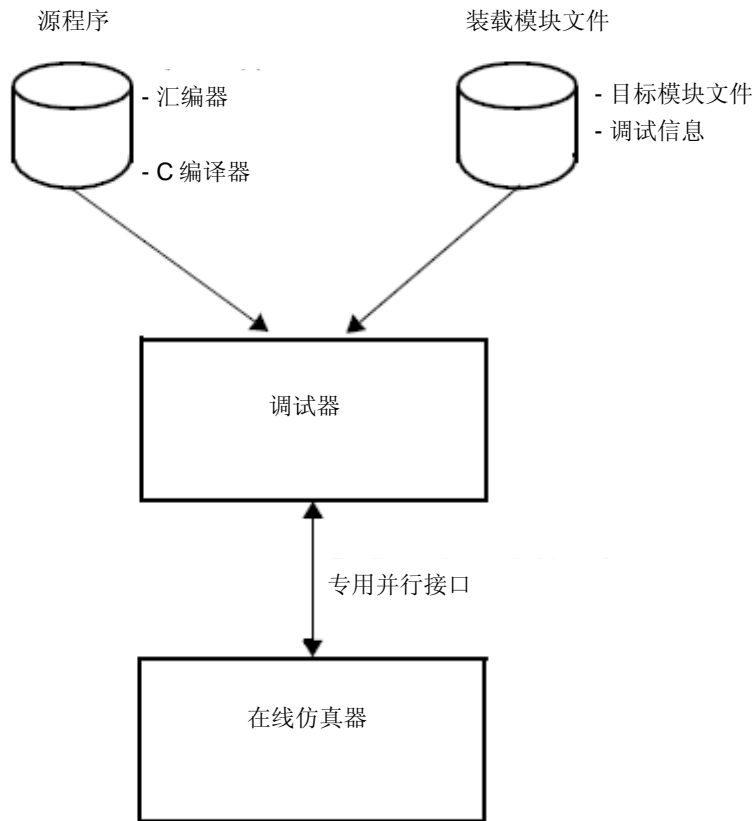 源程序
装载模块文件
- 汇编器
- C 编译器
- 目标模块文件
- 调试信息
调试器
专用并行接口
在线仿真器